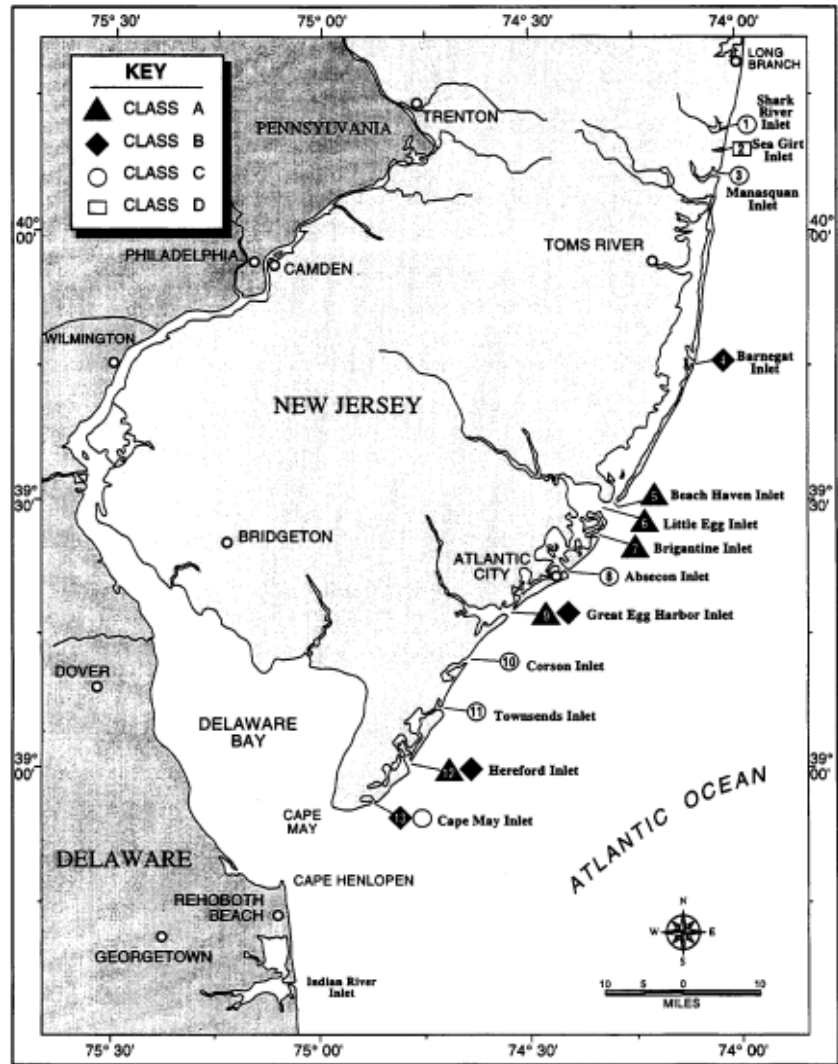 75° 30'
75° 00'
74° 30'
74° 00'
KEY
CLASS A
CLASS B
CLASS C
CLASS D
LONG
BRANCH
TRENTON
PENNSYLVANIA
Shark
River
Inlet
1
2
Sea Girt
Inlet
3
Manasquan
Inlet
40°
00'
40°
00'
TOMS RIVER
PHILADELPHIA
CAMDEN
WILMINGTON
4
Barnegat
Inlet
NEW JERSEY
39°
30'
39°
30'
5
Beach Haven Inlet
6
Little Egg Inlet
7
Brigantine Inlet
BRIDGETON
ATLANTIC
CITY
8
Absecon Inlet
9
Great Egg Harbor Inlet
10
Corson Inlet
DOVER
11
Townsends Inlet
DELAWARE
BAY
39°
00'
39°
00'
12
Hereford Inlet
CAPE
MAY
13
Cape May Inlet
ATLANTIC OCEAN
DELAWARE
CAPE HENLOPEN
REHOBOTH
BEACH
GEORGETOWN
Indian River
Inlet
N
W
E
S
10 5 0 10
MILES
75° 30'
75° 00'
74° 30'
74° 00'